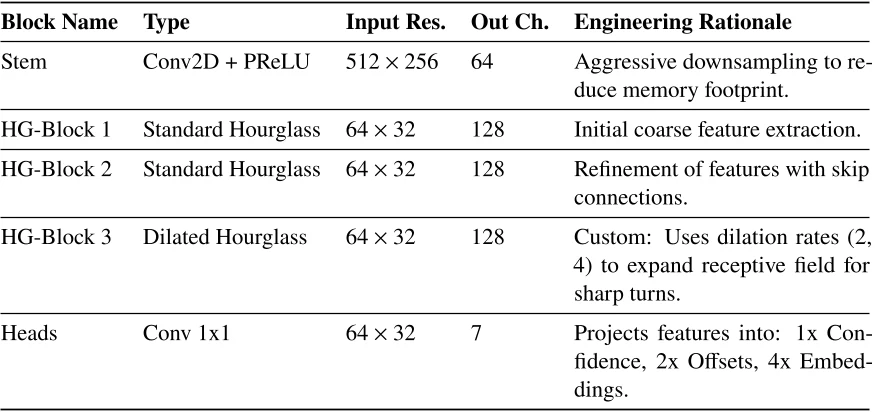 Block Name Type Input Res. Out Ch. Engineering Rationale
Stem Conv2D + PReLU 512 × 256 64 Aggressive downsampling to re-
duce memory footprint.
HG-Block 1 Standard Hourglass 64 × 32 128 Initial coarse feature extraction.
HG-Block 2 Standard Hourglass 64 × 32 128 Refinement of features with skip
connections.
HG-Block 3 Dilated Hourglass 64 × 32 128 Custom: Uses dilation rates (2,
4) to expand receptive field for
sharp turns.
Heads Conv 1x1 64 × 32 7 Projects features into: 1x Con-
fidence, 2x Offsets, 4x Embed-
dings.